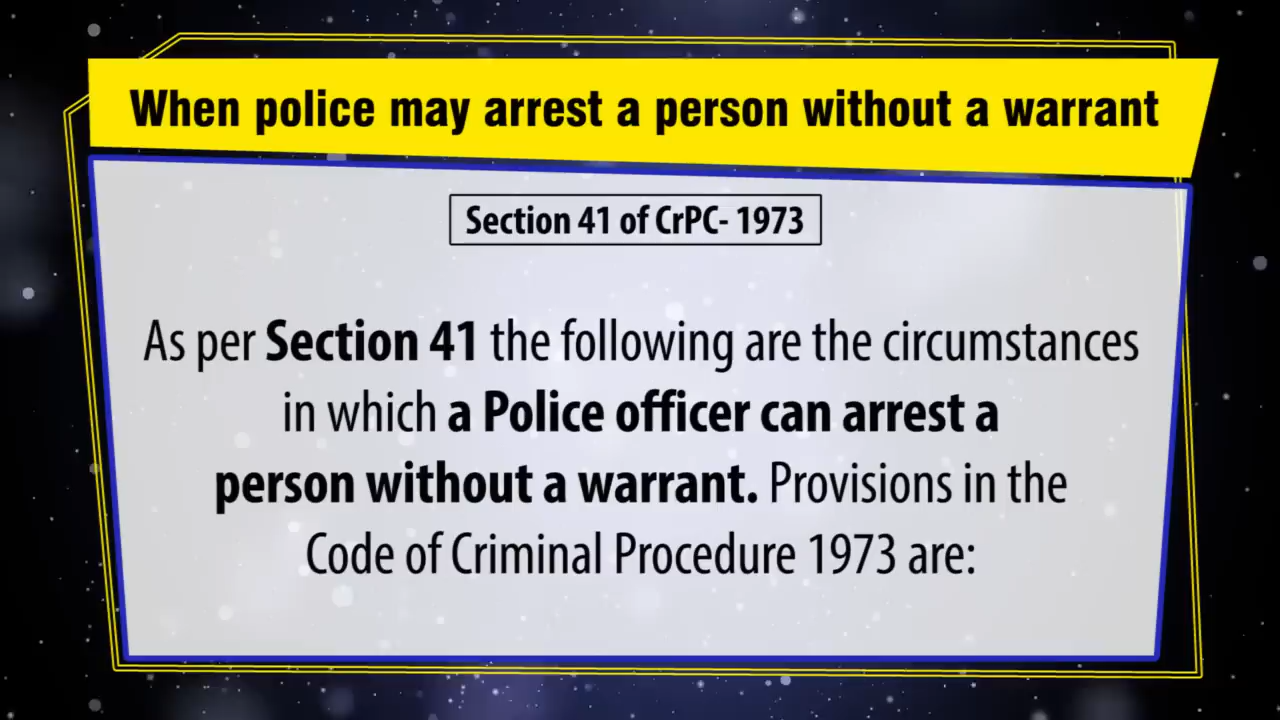 When police may arrest a person without a warrant
Section 41 of CrPC- 1973
As per Section 41 the following are the circumstances
in which a Police officer can arrest a
person without a warrant. Provisions in the
Code of Criminal Procedure 1973 are: